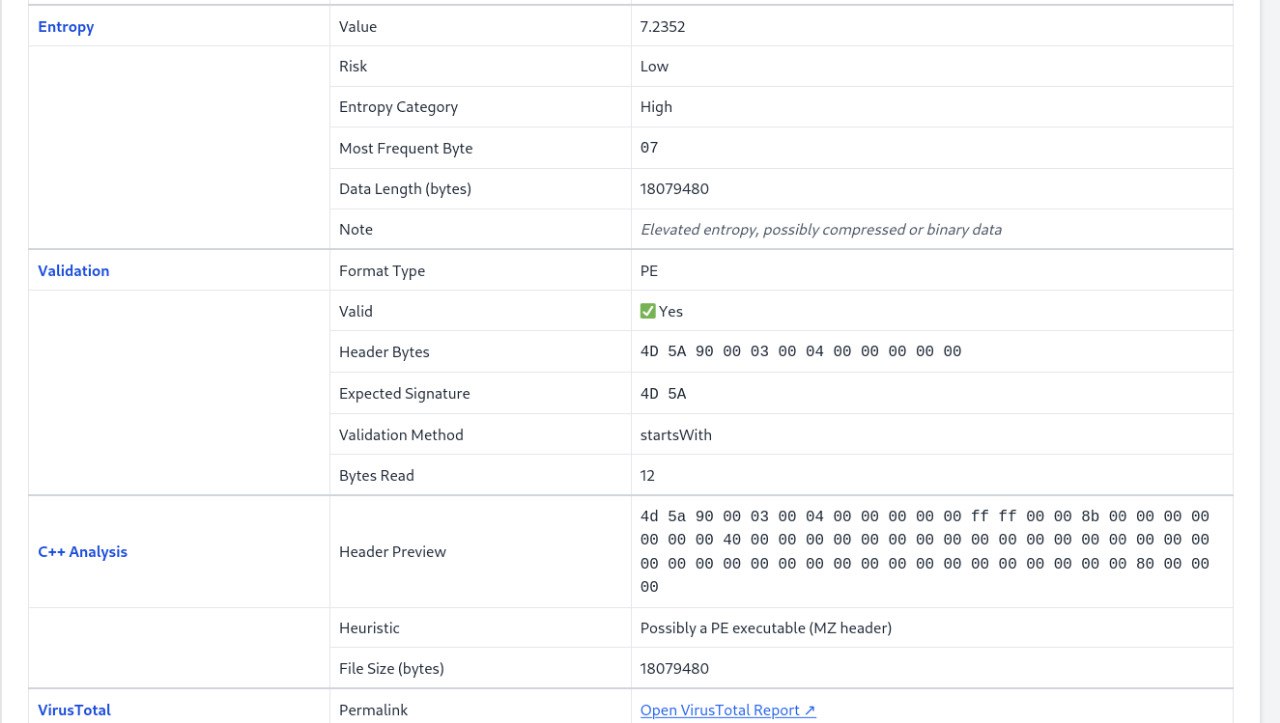 Entropy Value 7.2352
Risk Low
Entropy Category High
Most Frequent Byte 07
Data Length (bytes) 18079480
Note Elevated entropy, possibly compressed or binary data
Validation Format Type PE
Valid ✅ Yes
Header Bytes 4D 5A 90 00 03 00 04 00 00 00 00 00
Expected Signature 4D 5A
Validation Method startsWith
Bytes Read 12
C++ Analysis Header Preview
4d 5a 90 00 03 00 04 00 00 00 00 00 ff ff 00 00 8b 00 00 00 00
00 00 00 40 00 00 00 00 00 00 00 00 00 00 00 00 00 00 00 00 00
00 00 00 00 00 00 00 00 00 00 00 00 00 00 00 00 00 00 80 00 00
00
Heuristic Possibly a PE executable (MZ header)
File Size (bytes) 18079480
VirusTotal Permalink Open VirusTotal Report ↗